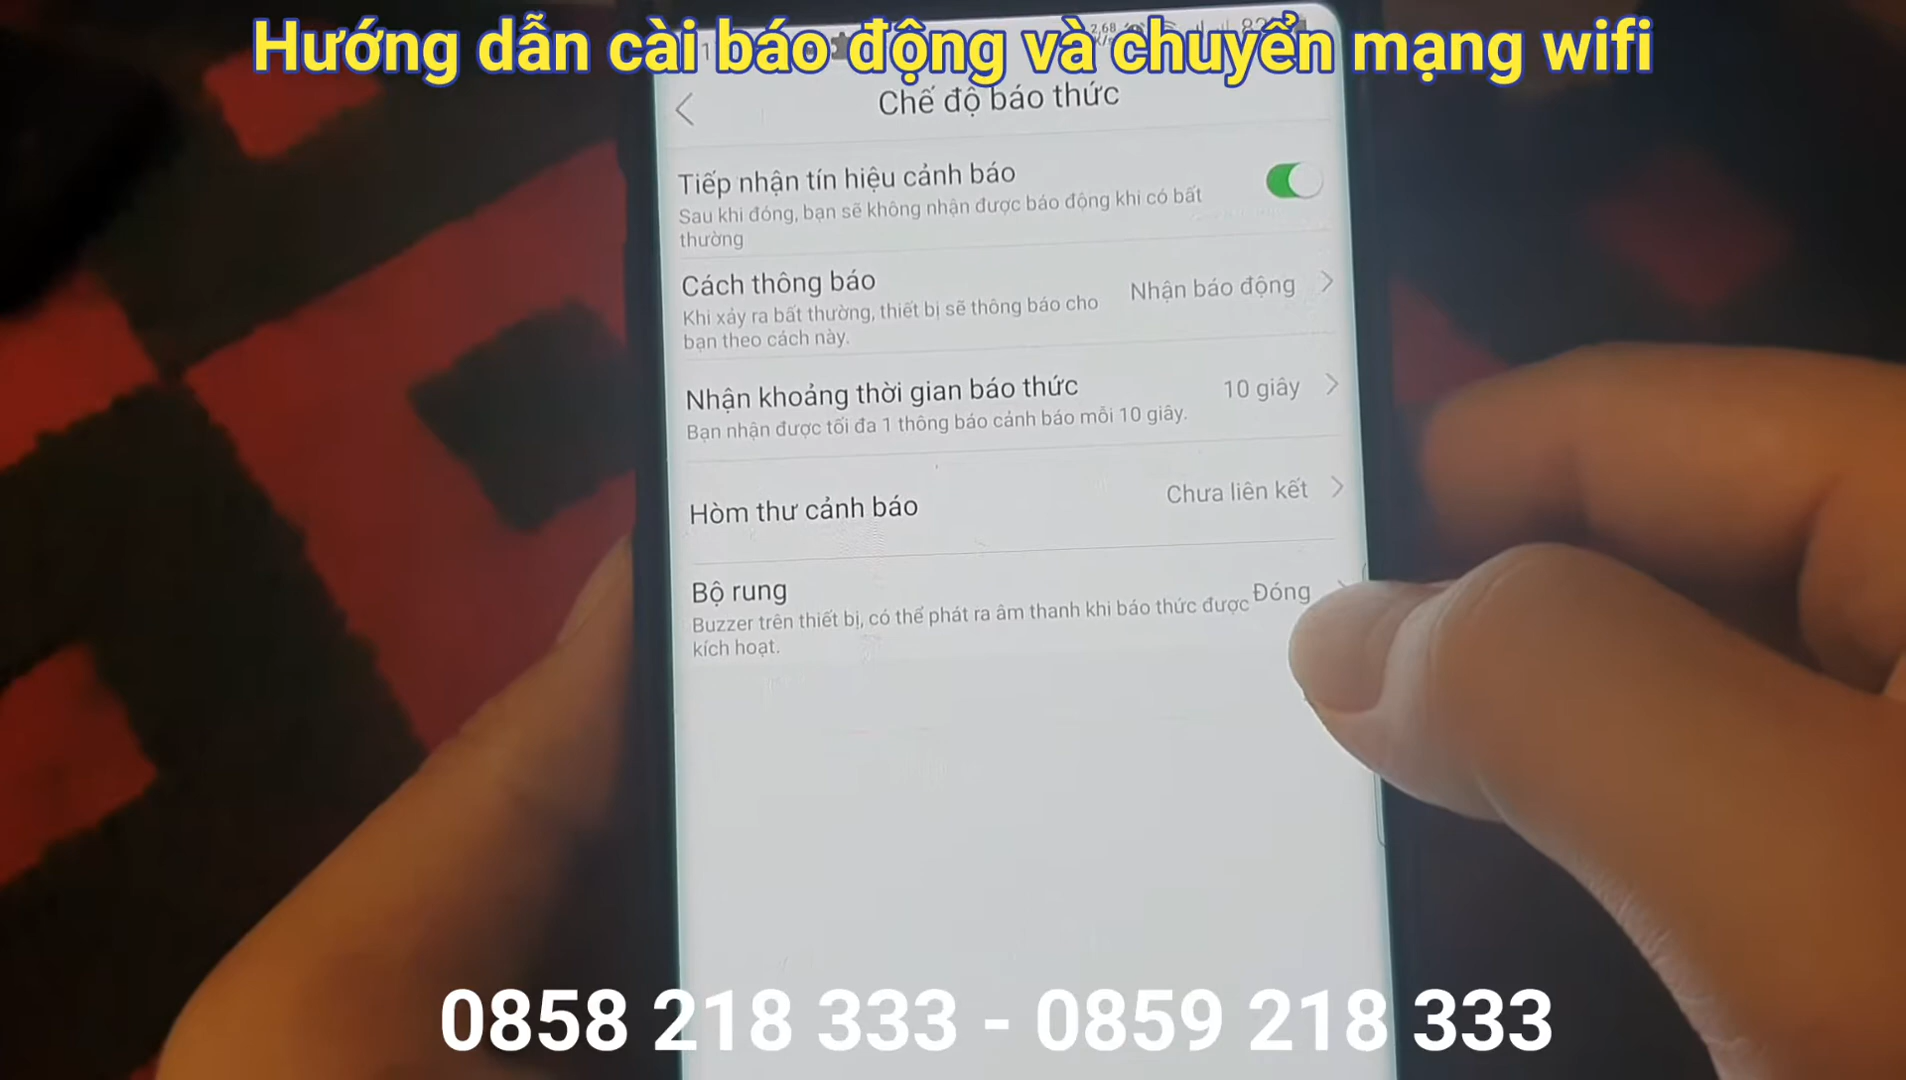 Hướng dẫn cài báo động và chuyển mạng wifi
Chế độ báo thức
Tiếp nhận tín hiệu cảnh báo
Sau khi đóng, bạn sẽ không nhận được báo động khi có bất
thường
Cách thông báo
Nhận báo động
Khi xảy ra bất thường, thiết bị sẽ thông báo cho
bạn theo cách này.
Nhận khoảng thời gian báo thức
10 giây
Bạn nhận được tối đa 1 thông báo cảnh báo mỗi 10 giây.
Hòm thư cảnh báo
Chưa liên kết
Bộ rung
Đóng
Buzzer trên thiết bị, có thể phát ra âm thanh khi báo thức được
kích hoạt.
0858 218 333 - 0859 218 333